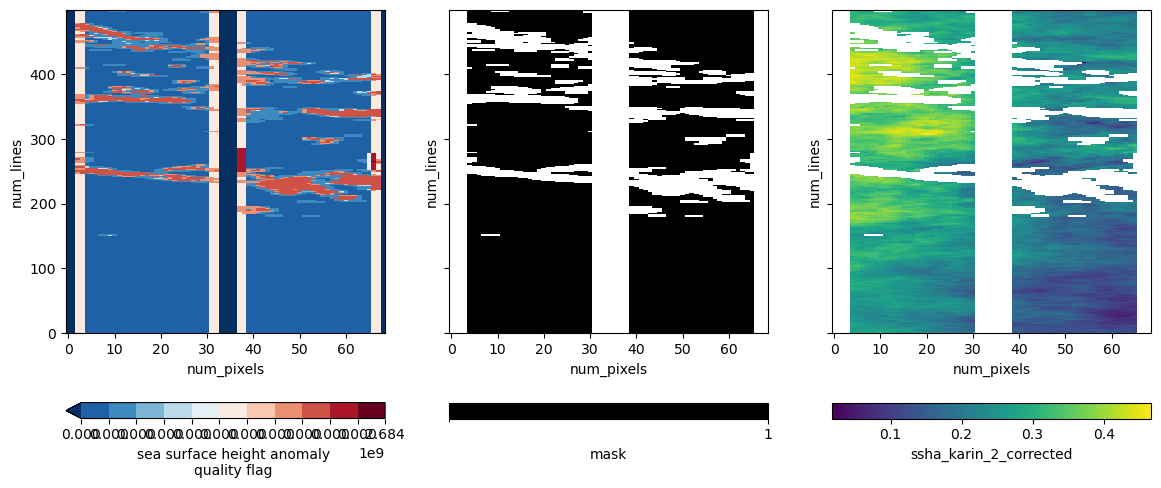 400
300
200
100
0
num_lines
0 10 20 30 40 50 60
num_pixels
num_lines
0 10 20 30 40 50 60
num_pixels
num_lines
0 10 20 30 40 50 60
num_pixels
2.684
1e9
sea surface height anomaly
quality flag
1
mask
0.1 0.2 0.3 0.4
ssha_karin_2_corrected